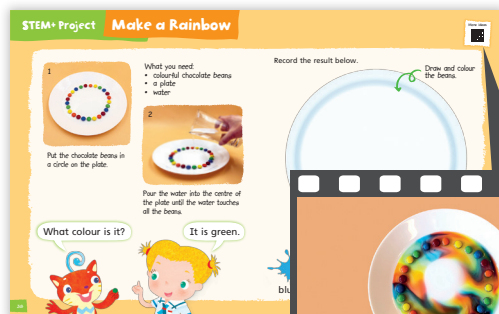 STEM+ Project
Make a Rainbow
More ideas
1
Put the chocolate beans in
a circle on the plate.
What you need:
• colourful chocolate beans
• a plate
• water
2
Pour the water into the centre of
the plate until the water touches
all the beans.
Record the result below.
Draw and colour
the beans.
What colour is it?
It is green.